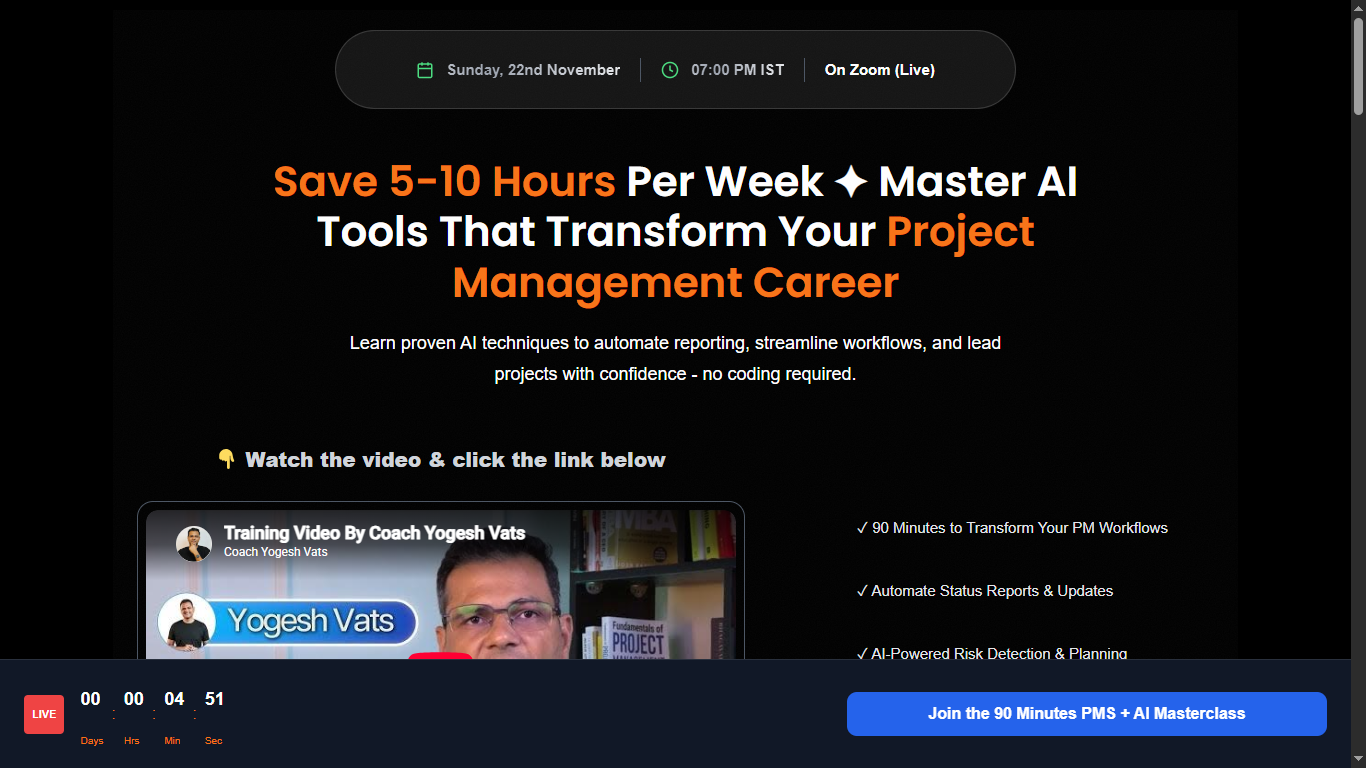 Sunday, 22nd November
07:00 PM IST
On Zoom (Live)
Save 5-10 Hours Per Week ✦ Master AI
Tools That Transform Your Project
Management Career
Learn proven AI techniques to automate reporting, streamline workflows, and lead
projects with confidence - no coding required.
👇 Watch the video & click the link below
Training Video By Coach Yogesh Vats
Coach Yogesh Vats
Yogesh Vats
MBA
Fundamentals of
PROJECT
✓ 90 Minutes to Transform Your PM Workflows
✓ Automate Status Reports & Updates
✓ AI-Powered Risk Detection & Planning
LIVE
00 : 00 : 04 : 51
Days Hrs Min Sec
Join the 90 Minutes PMS + AI Masterclass